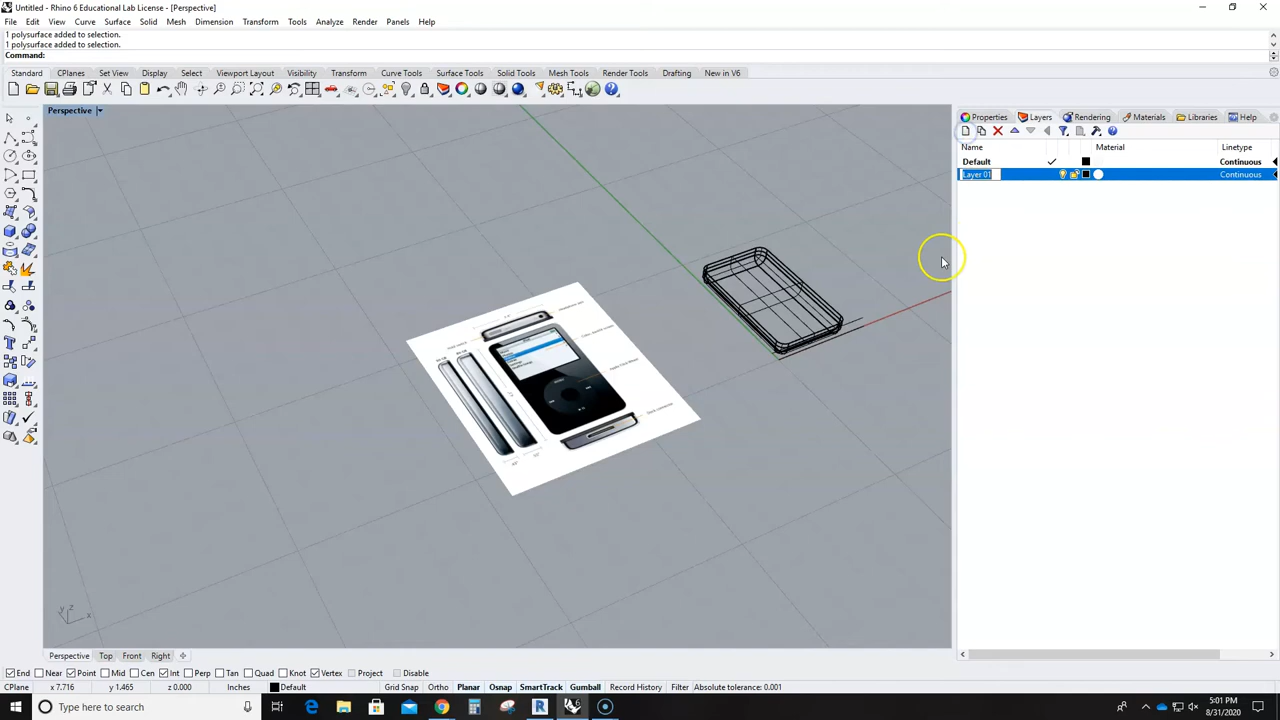 Untitled - Rhino 6 Educational Lab License - [Perspective]
File Edit View Curve Surface Solid Mesh Dimension Transform Tools Analyze Render Panels Help
1 polysurface added to selection.
1 polysurface added to selection.
Command:
Standard CPlanes Set View Display Select Viewport Layout Visibility Transform Curve Tools Surface Tools Solid Tools Mesh Tools Render Tools Drafting New in V6
Perspective
Properties Layers Rendering Materials Libraries Help
Name Material Linetype
Default Continuous
Layer 01 Continuous
z
y
x
Perspective Top Front Right
End Near Point Mid Cen Int Perp Tan Quad Knot Vertex Project Disable
CPlane x 7.716 y 1.465 z 0.000 Inches Default Grid Snap Ortho Planar Osnap SmartTrack Gumball Record History Filter Absolute tolerance: 0.001
Type here to search
5:01 PM
8/31/2020